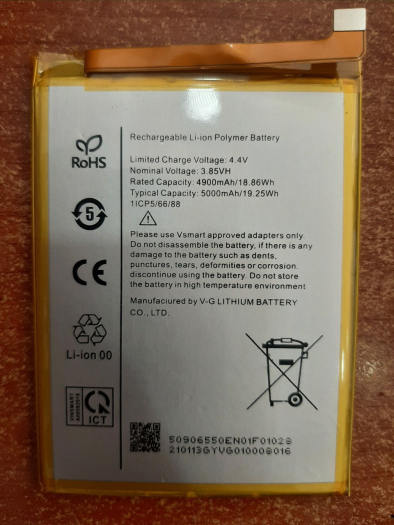 Rechargeable Li-ion Polymer Battery
RoHS
Limited Charge Voltage: 4.4V
Nominal Voltage: 3.85VH
Rated Capacity: 4900mAh/18.86Wh
Typical Capacity: 5000mAh/19.25Wh
1ICP5/66/88
5
Please use Vsmart approved adapters only.
Do not disassemble the battery, if there is any
damage to the battery such as dents,
punctures, tears, deformities or corrosion.
discontinue using the battery. Do not store
the battery in high temperature environment
CE
Manufaciured by V-G LITHIUM BATTERY
CO., LTD.
Li-ion 00
ICT
50906550EN01F01028
210113GYVG010008016